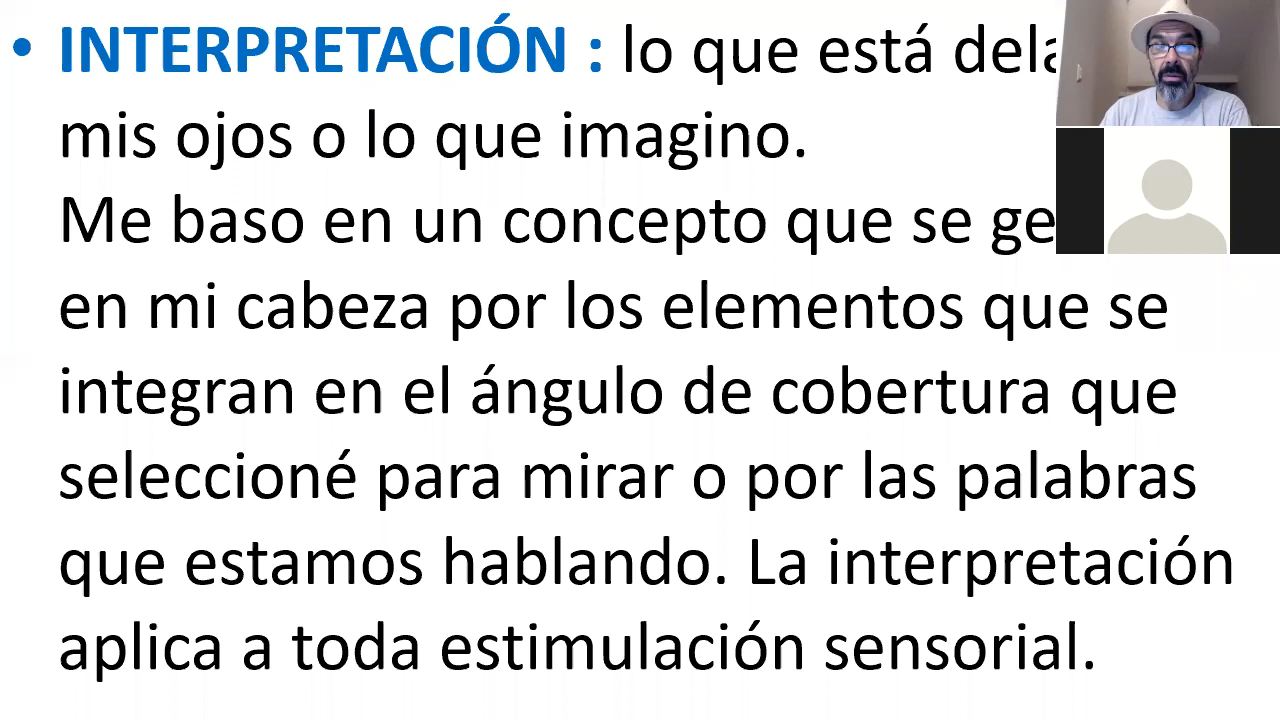 • INTERPRETACIÓN : lo que está
mis ojos o lo que imagino.
Me baso en un concepto que se
en mi cabeza por los elementos que se
integran en el ángulo de cobertura que
seleccioné para mirar o por las palabras
que estamos hablando. La interpretación
aplica a toda estimulación sensorial.